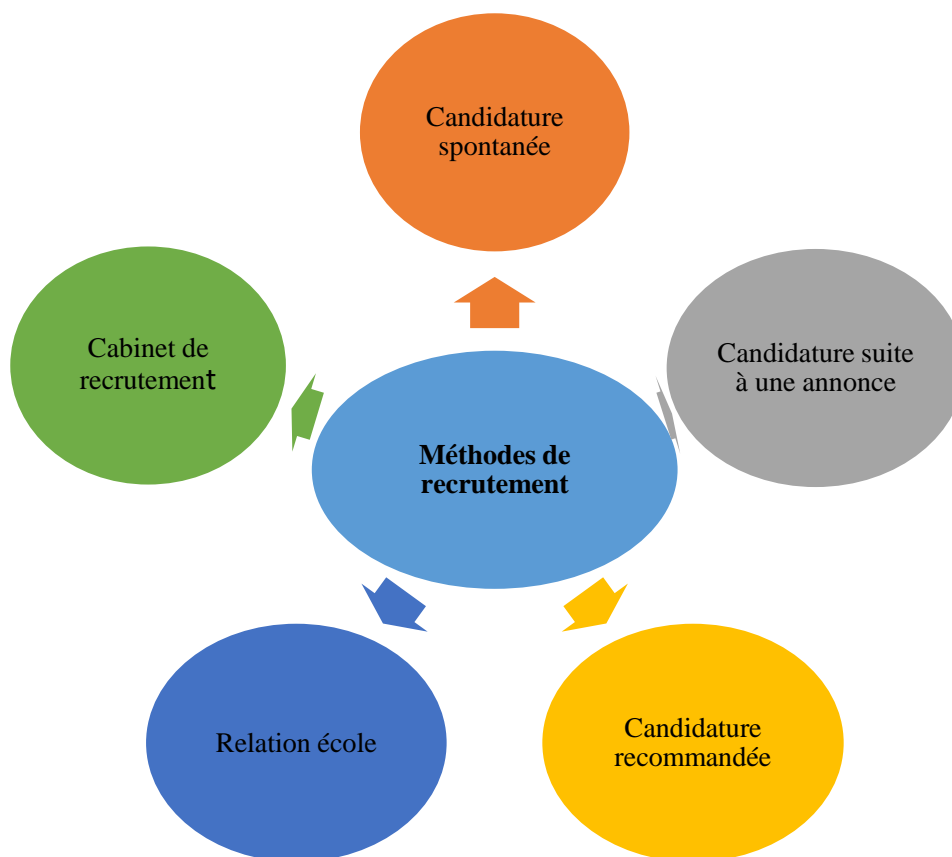 Candidature
spontanée
Cabinet de
recrutement
Candidature suite
à une annonce
Méthodes de
recrutement
Relation école
Candidature
recommandée